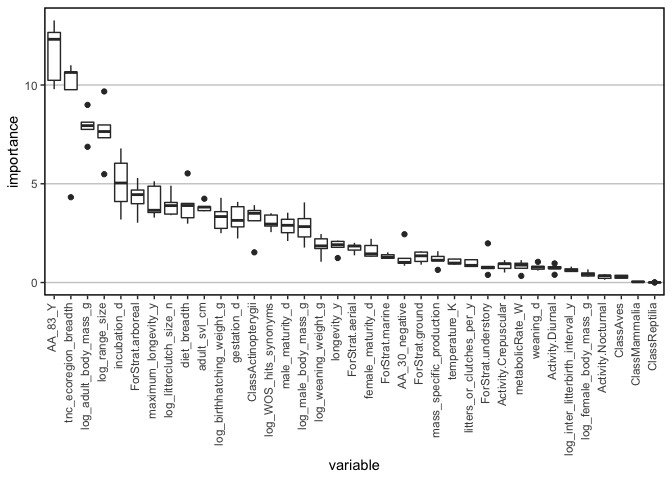 importance
10
5
0
AA_83_Y
tnc_ecoregion_breadth
log_adult_body_mass_g
log_range_size
incubation_d
ForStrat.arboreal
maximum_longevity_y
log_litterclutch_size_n
diet_breadth
adult_svl_cm
log_birthhatching_weight_g
gestation_d
ClassActinopterygii
log_WOS_hits_synonyms
male_maturity_d
log_male_body_mass_g
log_weaning_weight_g
longevity_y
ForStrat.aerial
female_maturity_d
ForStrat.marine
AA_30_negative
ForStrat.ground
mass_specific_production
temperature_K
litters_or_clutches_per_y
ForStrat.understory
Activity.Crepuscular
metabolicRate_W
weaning_d
Activity.Diurnal
log_inter_litterbirth_interval_y
log_female_body_mass_g
Activity.Nocturnal
ClassAves
ClassMammalia
ClassReptilia
variable